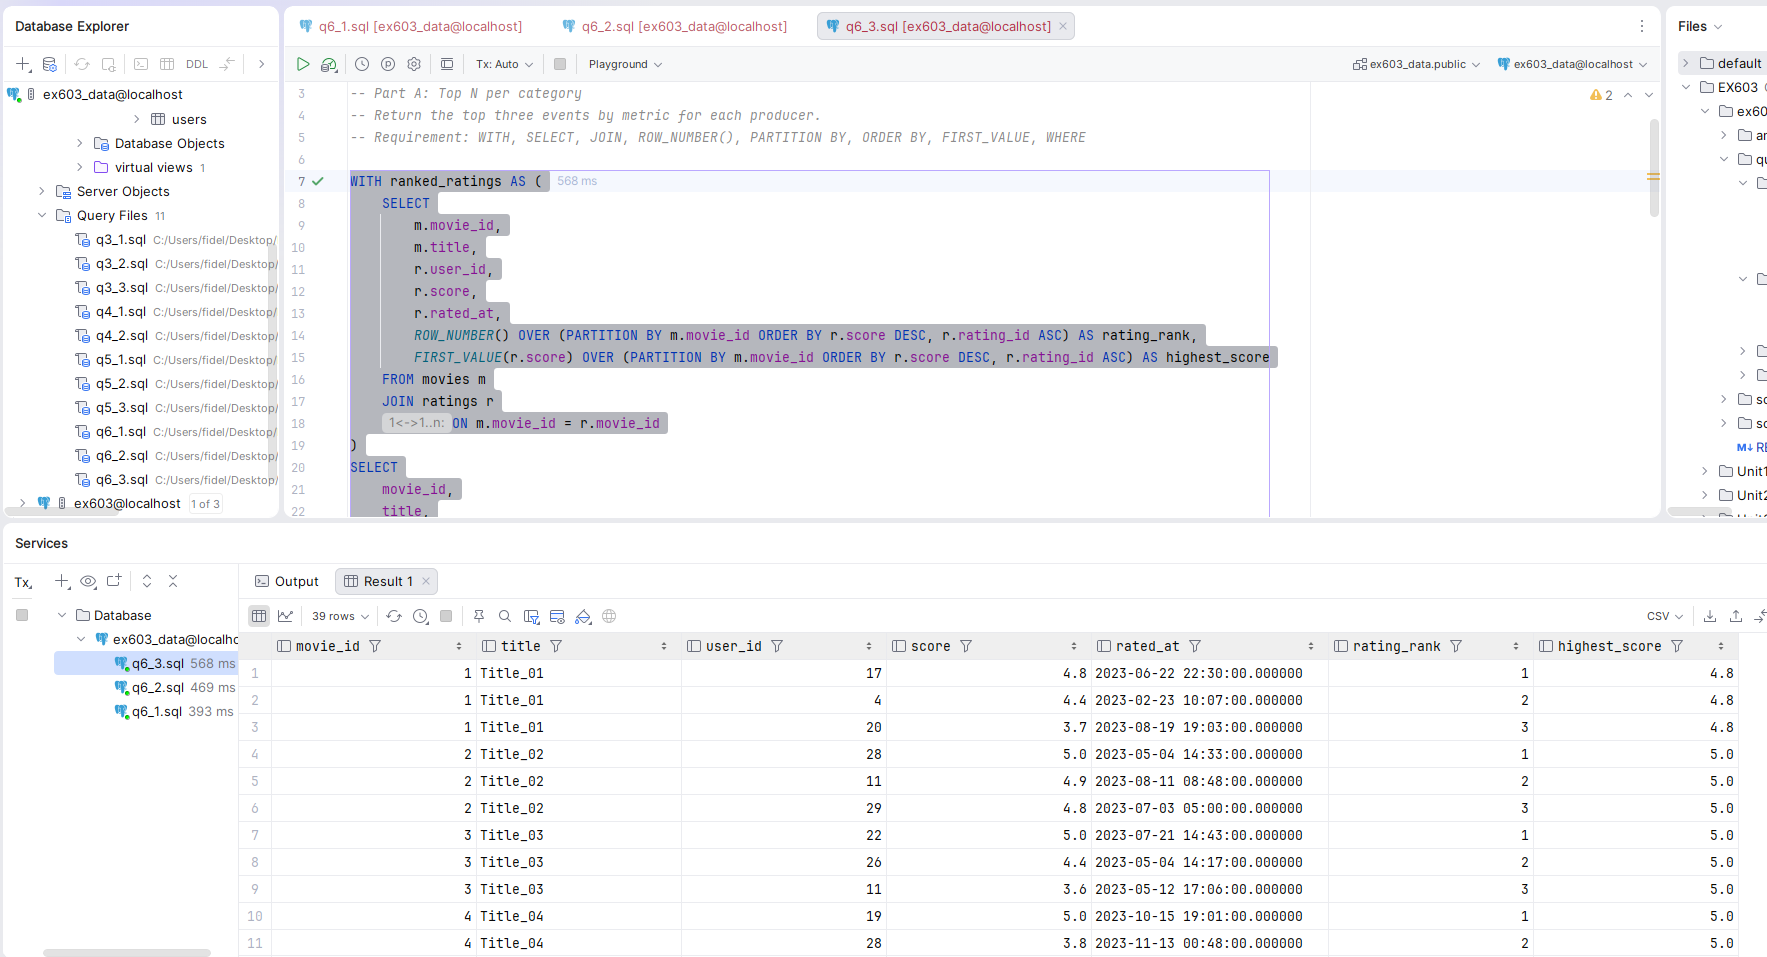 Database Explorer
DDL
ex603_data@localhost
users
Database Objects
virtual views 1
Server Objects
Query Files 11
q3_1.sql C:/Users/fidel/Desktop/
q3_2.sql C:/Users/fidel/Desktop/
q3_3.sql C:/Users/fidel/Desktop/
q4_1.sql C:/Users/fidel/Desktop/
q4_2.sql C:/Users/fidel/Desktop/
q5_1.sql C:/Users/fidel/Desktop/
q5_2.sql C:/Users/fidel/Desktop/
q5_3.sql C:/Users/fidel/Desktop/
q6_1.sql C:/Users/fidel/Desktop/
q6_2.sql C:/Users/fidel/Desktop/
q6_3.sql C:/Users/fidel/Desktop/
ex603@localhost 1 of 3
q6_1.sql [ex603_data@localhost] q6_2.sql [ex603_data@localhost] q6_3.sql [ex603_data@localhost]
Tx: Auto Playground ex603_data.public ex603_data@localhost
2
3 -- Part A: Top N per category
4 -- Return the top three events by metric for each producer.
5 -- Requirement: WITH, SELECT, JOIN, ROW_NUMBER(), PARTITION BY, ORDER BY, FIRST_VALUE, WHERE
6
7 WITH ranked_ratings AS ( 568 ms
8 SELECT
9 m.movie_id,
10 m.title,
11 r.user_id,
12 r.score,
13 r.rated_at,
14 ROW_NUMBER() OVER (PARTITION BY m.movie_id ORDER BY r.score DESC, r.rating_id ASC) AS rating_rank,
15 FIRST_VALUE(r.score) OVER (PARTITION BY m.movie_id ORDER BY r.score DESC, r.rating_id ASC) AS highest_score
16 FROM movies m
17 JOIN ratings r
18 1<->1..n: ON m.movie_id = r.movie_id
19 )
20 SELECT
21 movie_id,
22 title,
Files
default
EX603
ex60
ar
qu
sc
sc
M↓ RE
Unit1
Unit2
Services
Tx
Database
ex603_data@localho
q6_3.sql 568 ms
q6_2.sql 469 ms
q6_1.sql 393 ms
Output Result 1
39 rows CSV
movie_id title user_id score rated_at rating_rank highest_score
1 1 Title_01 17 4.8 2023-06-22 22:30:00.000000 1 4.8
2 1 Title_01 4 4.4 2023-02-23 10:07:00.000000 2 4.8
3 1 Title_01 20 3.7 2023-08-19 19:03:00.000000 3 4.8
4 2 Title_02 28 5.0 2023-05-04 14:33:00.000000 1 5.0
5 2 Title_02 11 4.9 2023-08-11 08:48:00.000000 2 5.0
6 2 Title_02 29 4.8 2023-07-03 05:00:00.000000 3 5.0
7 3 Title_03 22 5.0 2023-07-21 14:43:00.000000 1 5.0
8 3 Title_03 26 4.4 2023-05-04 14:17:00.000000 2 5.0
9 3 Title_03 11 3.6 2023-05-12 17:06:00.000000 3 5.0
10 4 Title_04 19 5.0 2023-10-15 19:01:00.000000 1 5.0
11 4 Title_04 28 3.8 2023-11-13 00:48:00.000000 2 5.0